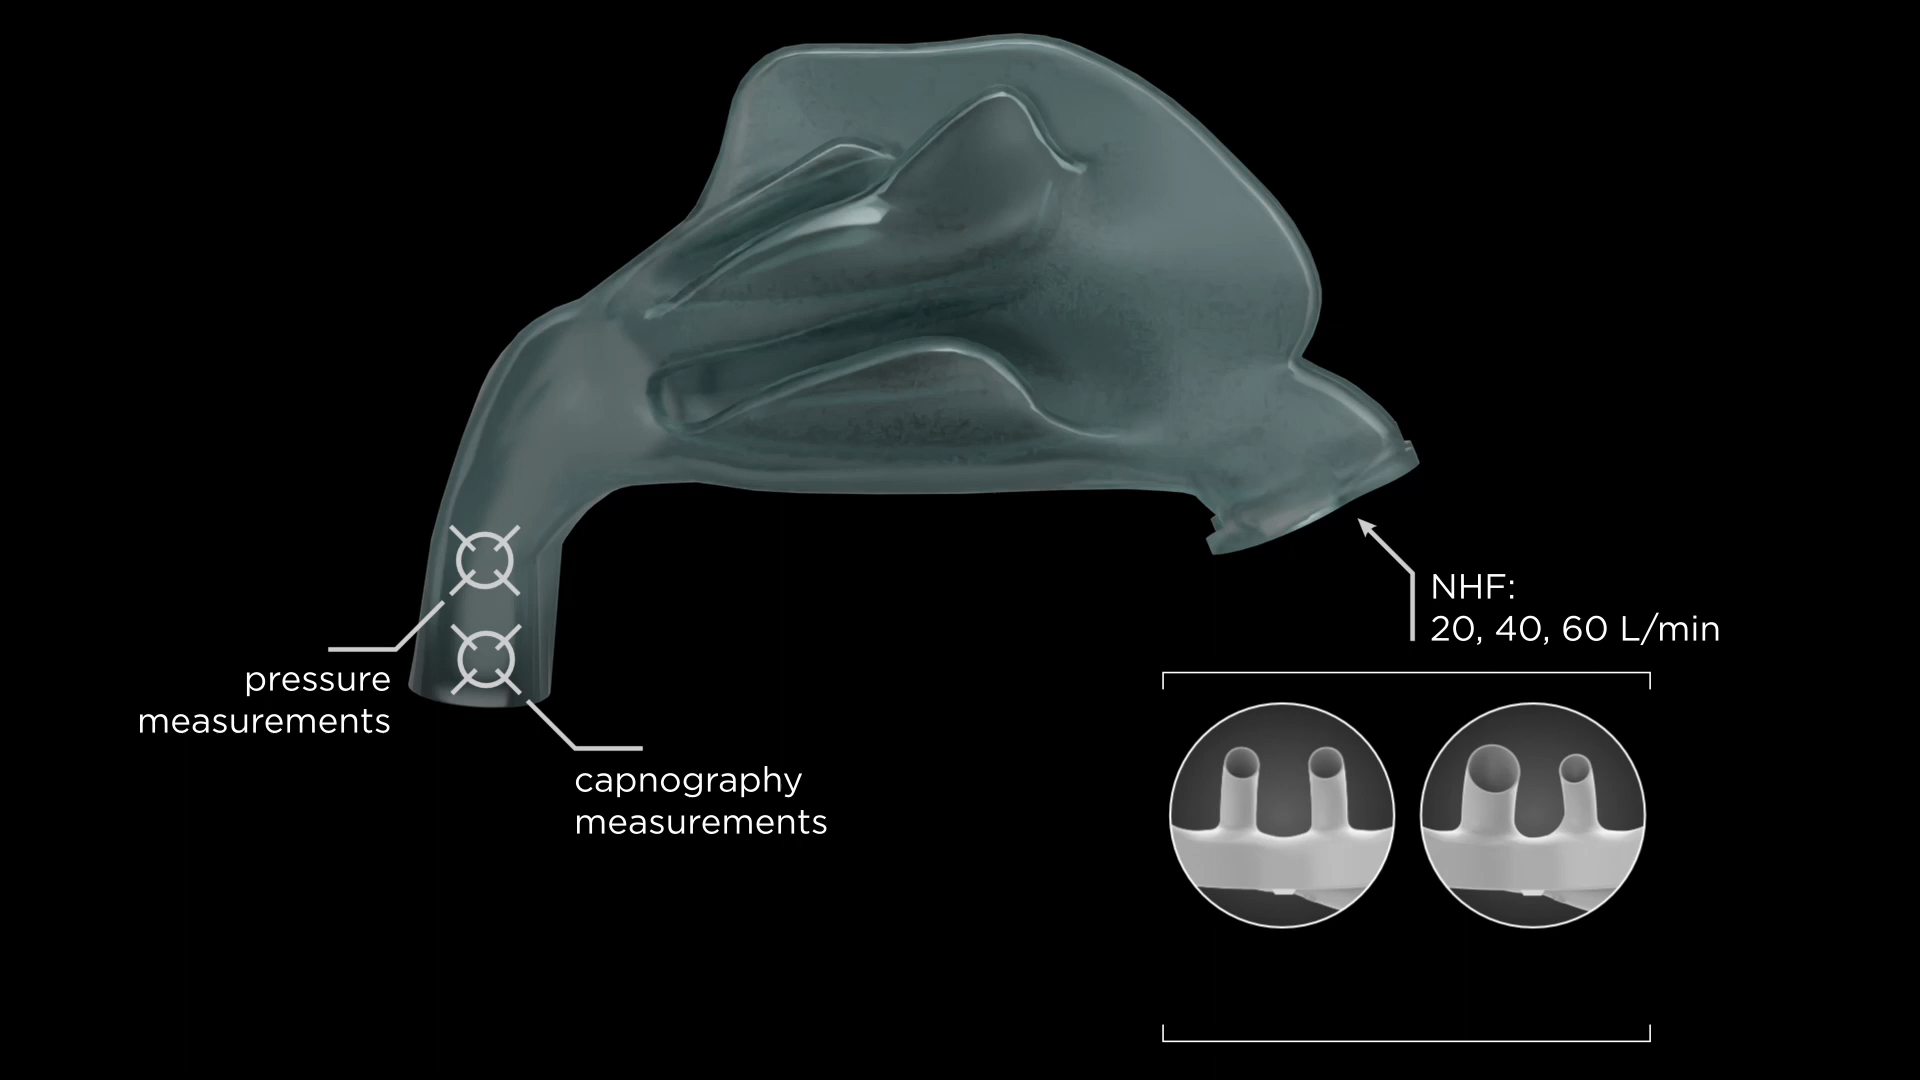 NHF:
20, 40, 60 L/min
pressure
measurements
capnography
measurements